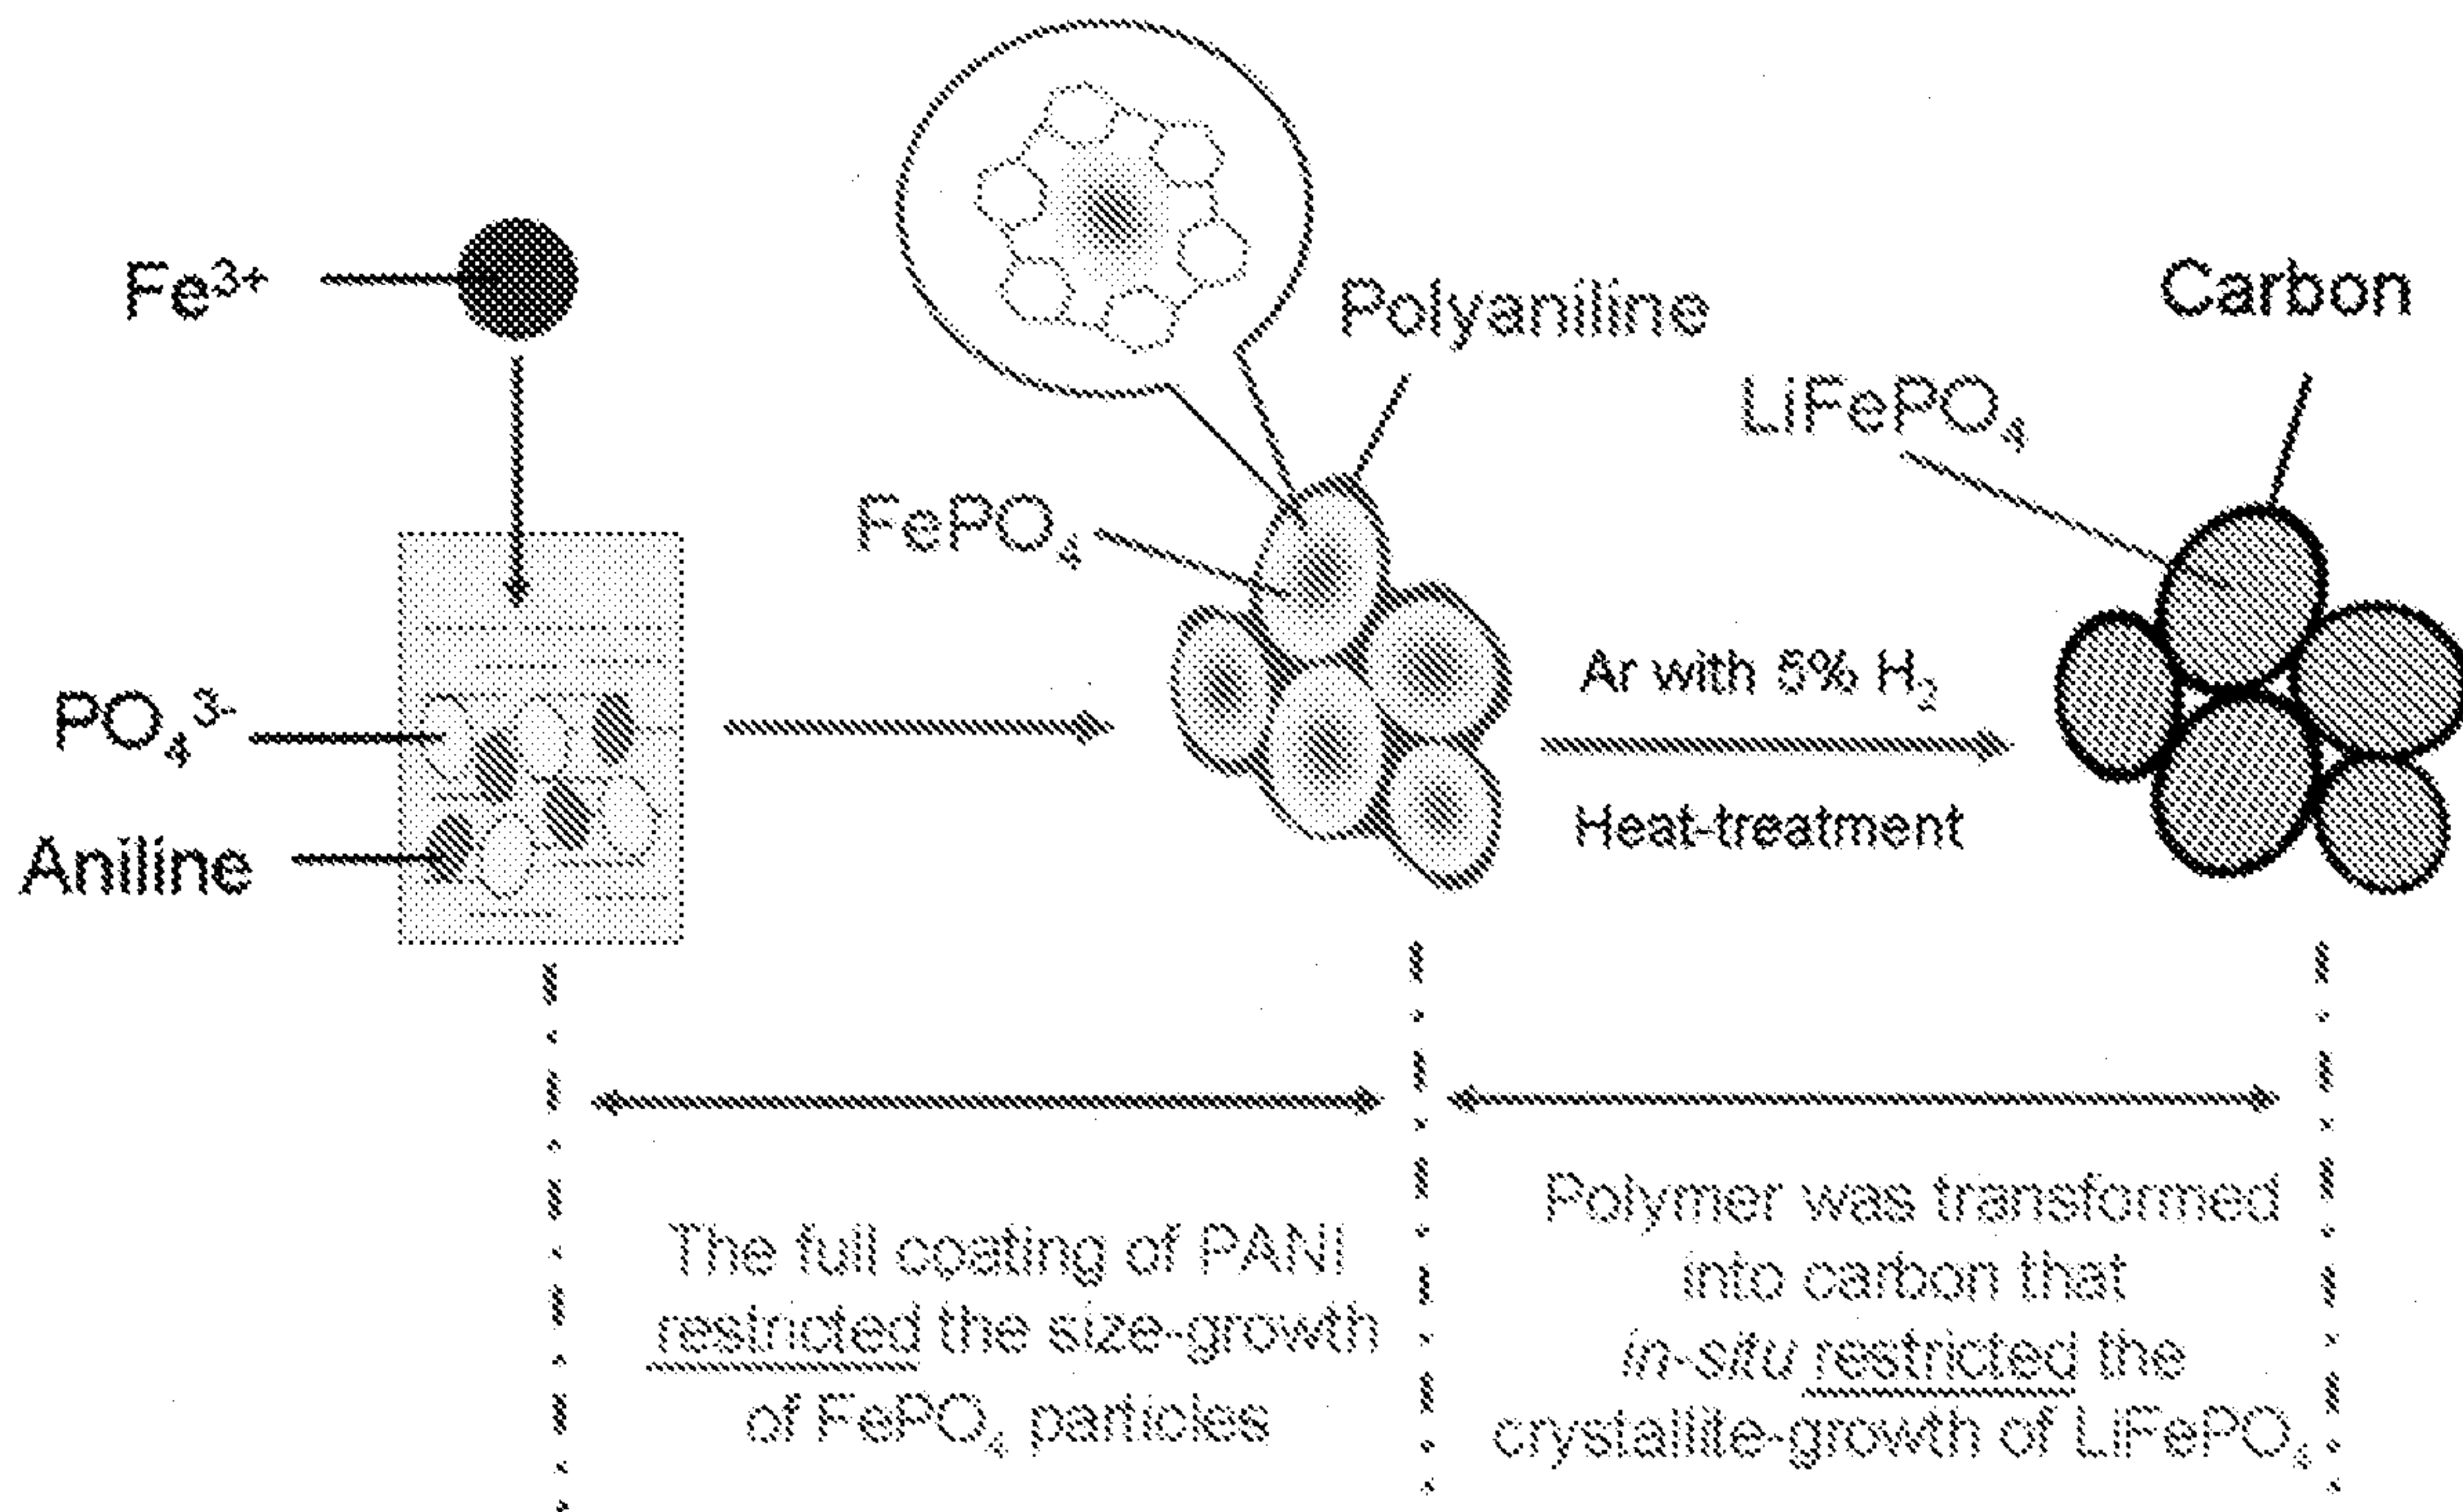 Fe³⁺
PO₄³⁻
Aniline
FePO₄
Polyaniline
Ar with 5% H₂
Heat-treatment
LiFePO₄
Carbon
The full coating of PANI
restricted the size-growth
of FePO₄ particles
Polymer was transformed
into carbon that
in-situ restricted the
crystallite-growth of LiFePO₄